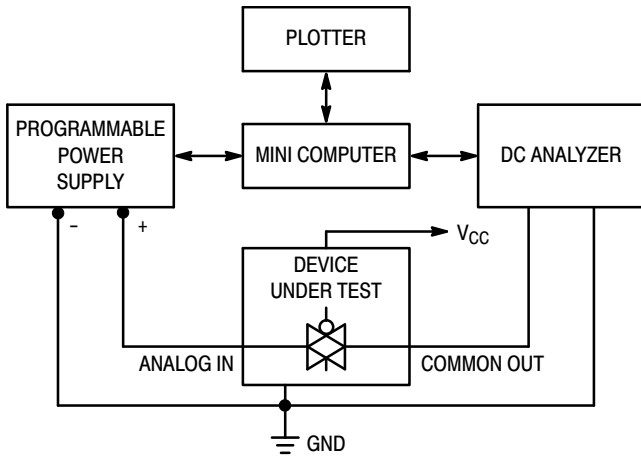 PLOTTER
PROGRAMMABLE
POWER
SUPPLY
MINI COMPUTER
DC ANALYZER
– +
VCC
DEVICE
UNDER TEST
ANALOG IN
COMMON OUT
GND